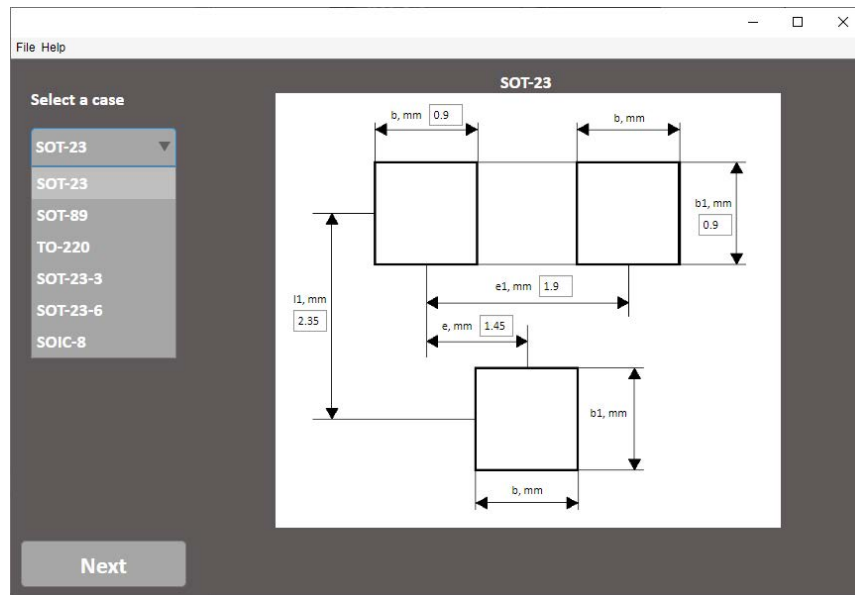 File Help
Select a case
SOT-23
SOT-23
SOT-89
TO-220
SOT-23-3
SOT-23-6
SOIC-8
Next
SOT-23
b, mm 0.9
b, mm
b1, mm
0.9
e1, mm 1.9
l1, mm
2.35
e, mm 1.45
b1, mm
b, mm